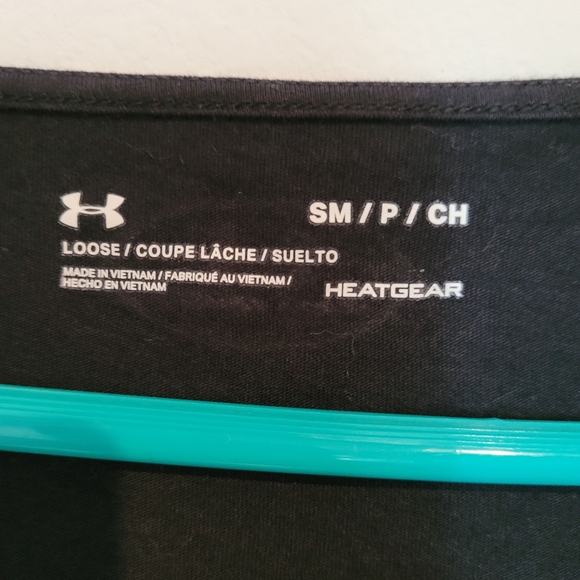 SM / P / CH
LOOSE / COUPE LÂCHE / SUELTO
MADE IN VIETNAM / FABRIQUÉ AU VIETNAM /
HECHO EN VIETNAM
HEATGEAR